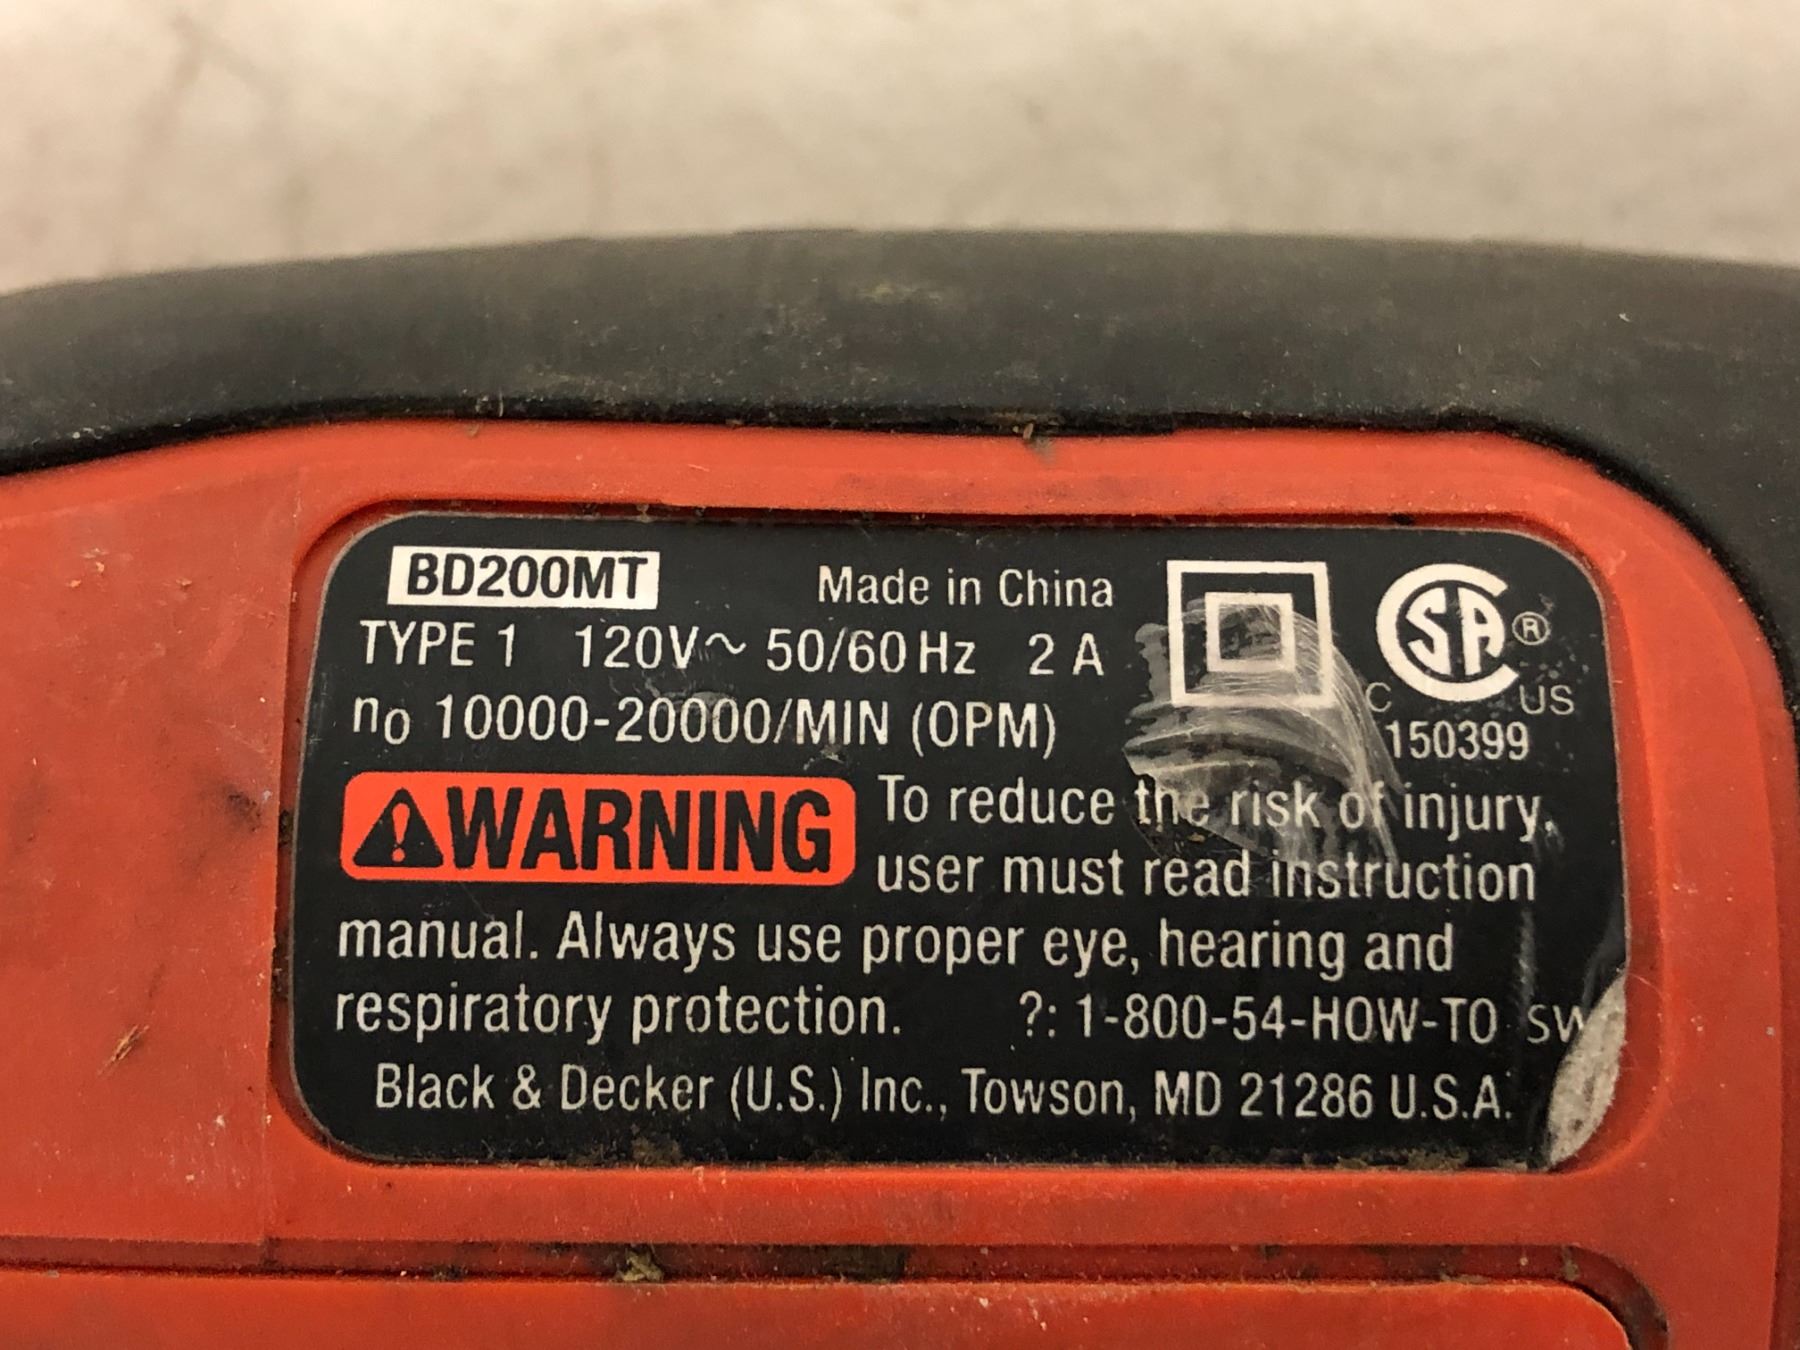 BD200MT Made in China
TYPE 1 120V~ 50/60 Hz 2 A
n₀ 10000-20000/MIN (OPM)
CSA®
C US
150399
WARNING To reduce the risk of injury,
user must read instruction
manual. Always use proper eye, hearing and
respiratory protection. ?: 1-800-54-HOW-TO SW
Black & Decker (U.S.) Inc., Towson, MD 21286 U.S.A.